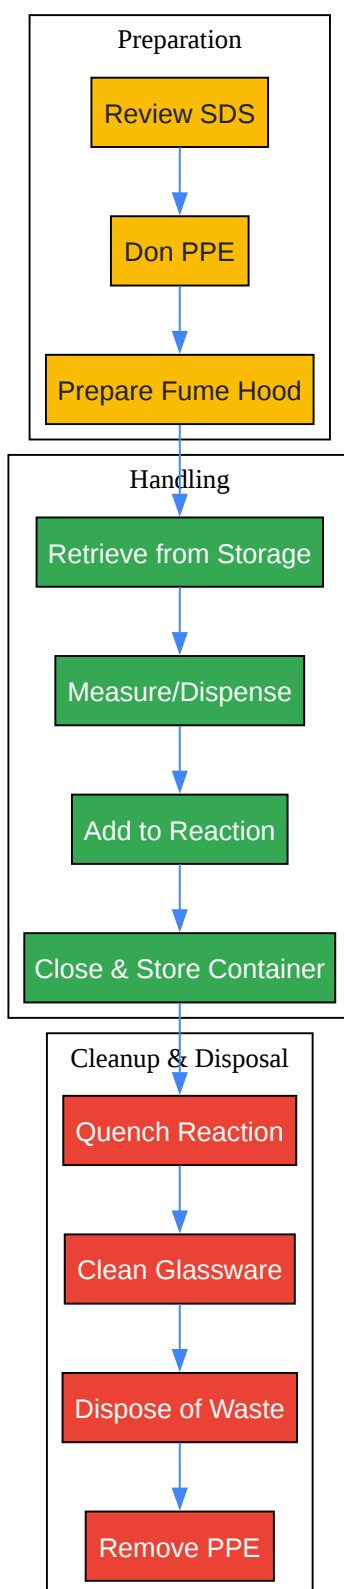 Preparation
Review SDS
Don PPE
Prepare Fume Hood
Handling
Retrieve from Storage
Measure/Dispense
Add to Reaction
Close & Store Container
Cleanup & Disposal
Quench Reaction
Clean Glassware
Dispose of Waste
Remove PPE